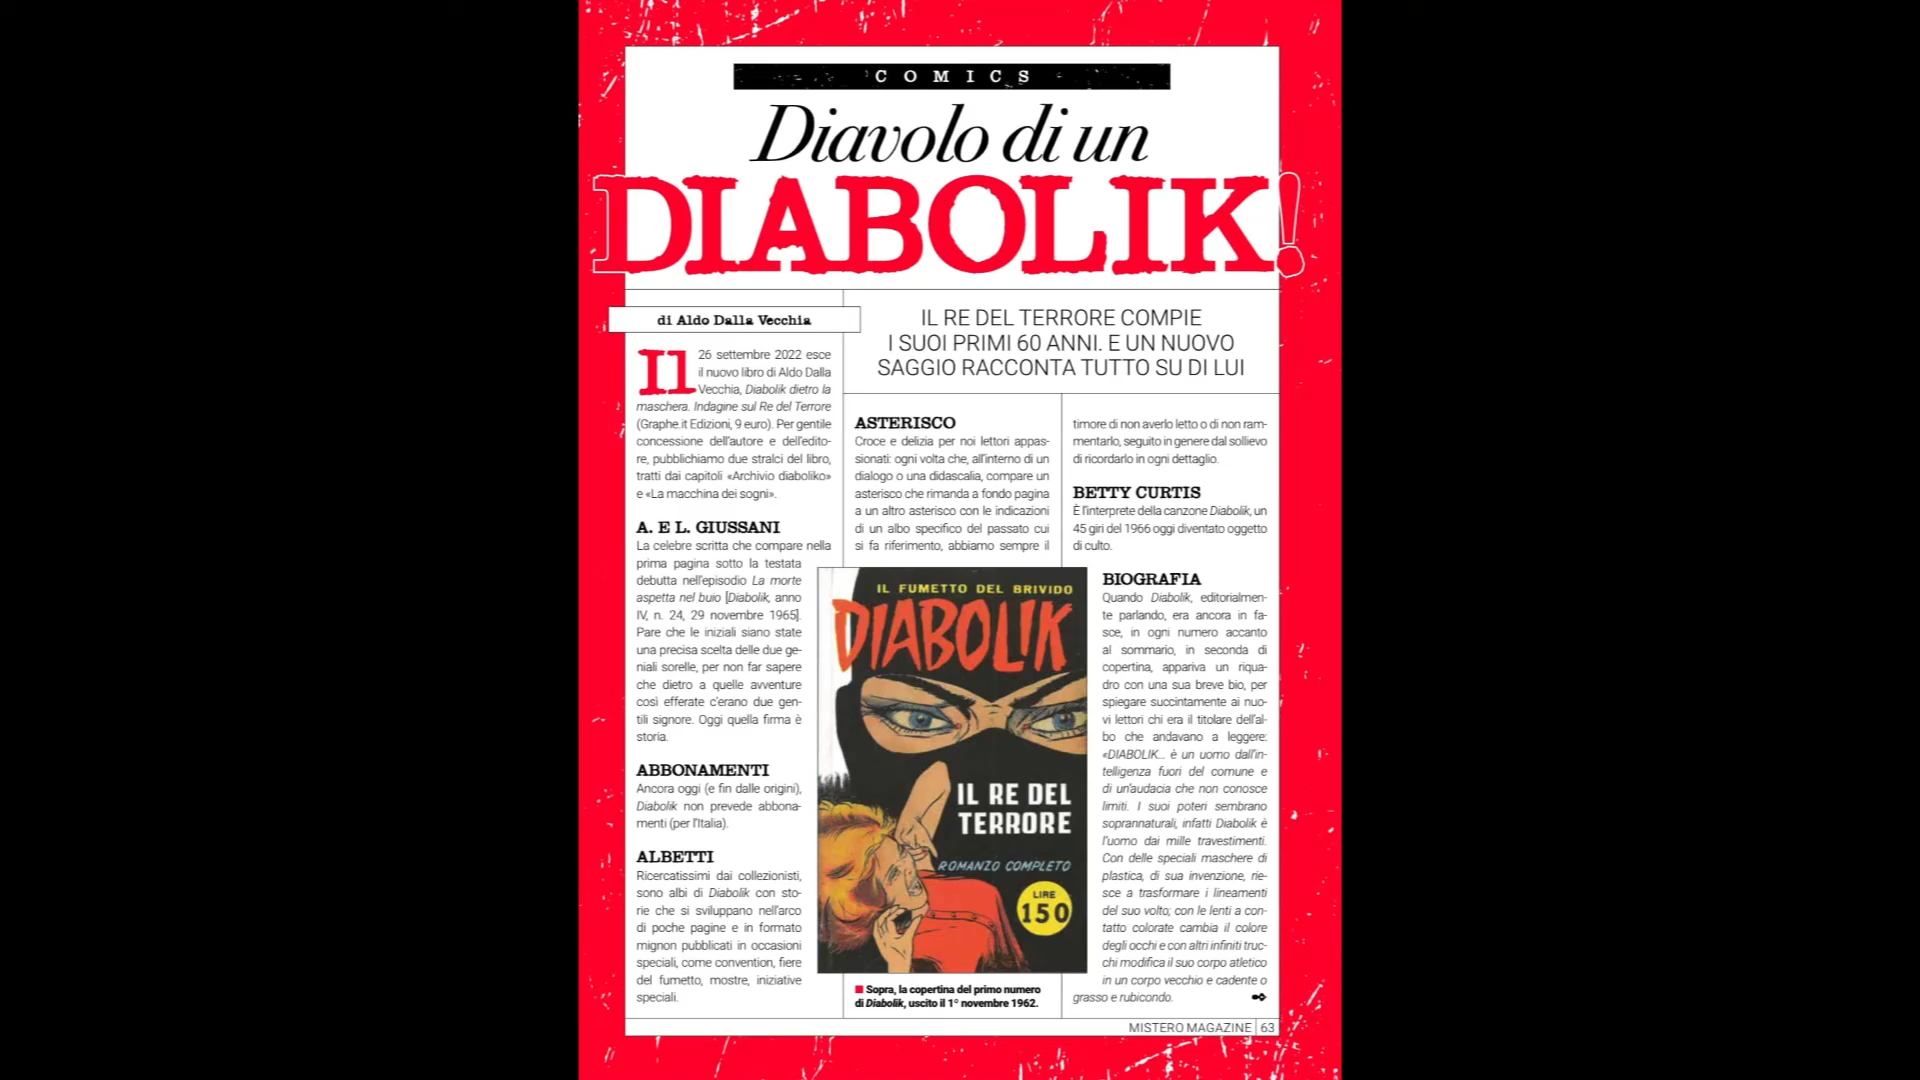 COMICS
Diavolo di un
DIABOLIK!
di Aldo Dalla Vecchia
IL RE DEL TERRORE COMPIE
I SUOI PRIMI 60 ANNI. E UN NUOVO
SAGGIO RACCONTA TUTTO SU DI LUI
Il 26 settembre 2022 esce
il nuovo libro di Aldo Dalla
Vecchia, Diabolik dietro la
maschera. Indagine sul Re del Terrore
(Graphe.it Edizioni, 9 euro). Per gentile
concessione dell'autore e dell'edito-
re, pubblichiamo due stralci del libro,
tratti dai capitoli «Archivio diaboliko»
e «La macchina dei sogni».
A. E L. GIUSSANI
La celebre scritta che compare nella
prima pagina sotto la testata
debutta nell'episodio La morte
aspetta nel buio [Diabolik, anno
IV, n. 24, 29 novembre 1965].
Pare che le iniziali siano state
una precisa scelta delle due ge-
niali sorelle, per non far sapere
che dietro a quelle avventure
così efferate c'erano due gen-
tili signore. Oggi quella firma è
storia.
ABBONAMENTI
Ancora oggi (e fin dalle origini),
Diabolik non prevede abbona-
menti (per l'Italia).
ALBETTI
Ricercatissimi dai collezionisti,
sono albi di Diabolik con sto-
rie che si sviluppano nell'arco
di poche pagine e in formato
mignon pubblicati in occasioni
speciali, come convention, fiere
del fumetto, mostre, iniziative
speciali.
ASTERISCO
Croce e delizia per noi lettori appas-
sionati: ogni volta che, all'interno di un
dialogo o una didascalia, compare un
asterisco che rimanda a fondo pagina
a un altro asterisco con le indicazioni
di un albo specifico del passato cui
si fa riferimento, abbiamo sempre il
IL FUMETTO DEL BRIVIDO
DIABOLIK
IL RE DEL
TERRORE
ROMANZO COMPLETO
LIRE
150
Sopra, la copertina del primo numero
di Diabolik, uscito il 1° novembre 1962.
timore di non averlo letto o di non ram-
mentarlo, seguito in genere dal sollievo
di ricordarlo in ogni dettaglio.
BETTY CURTIS
È l'interprete della canzone Diabolik, un
45 giri del 1966 oggi diventato oggetto
di culto.
BIOGRAFIA
Quando Diabolik, editorialmen-
te parlando, era ancora in fa-
sce, in ogni numero accanto
al sommario, in seconda di
copertina, appariva un riqua-
dro con una sua breve bio, per
spiegare succintamente ai nuo-
vi lettori chi era il titolare dell'al-
bo che andavano a leggere:
«DIABOLIK... è un uomo dall'in-
telligenza fuori del comune e
di un'audacia che non conosce
limiti. I suoi poteri sembrano
soprannaturali, infatti Diabolik è
l'uomo dai mille travestimenti.
Con delle speciali maschere di
plastica, di sua invenzione, rie-
sce a trasformare i lineamenti
del suo volto; con le lenti a con-
tatto colorate cambia il colore
degli occhi e con altri infiniti truc-
chi modifica il suo corpo atletico
in un corpo vecchio e cadente o
grasso e rubicondo.
MISTERO MAGAZINE 63